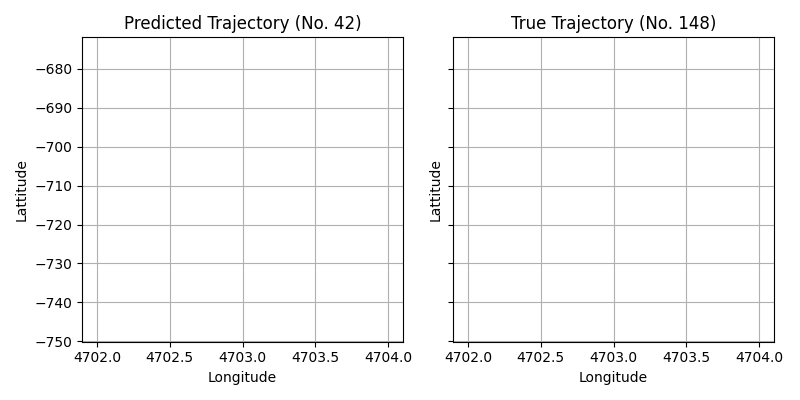 Predicted Trajectory (No. 42)
True Trajectory (No. 148)
−680
−690
−700
−710
−720
−730
−740
−750
Lattitude
Lattitude
4702.0 4702.5 4703.0 4703.5 4704.0
4702.0 4702.5 4703.0 4703.5 4704.0
Longitude
Longitude